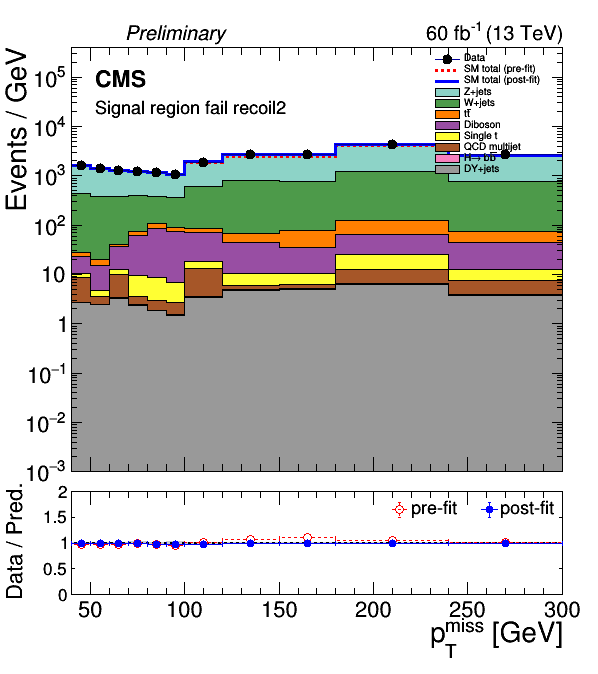 Preliminary 60 fb⁻¹ (13 TeV)
Events / GeV
10⁵
10⁴
10³
10²
10
1
10⁻¹
10⁻²
10⁻³
CMS
Signal region fail recoil2
Data
SM total (pre-fit)
SM total (post-fit)
Z+jets
W+jets
tt̅
Diboson
Single t
QCD multijet
H→ bb̅
DY+jets
Data / Pred.
2
1.5
1
0.5
0
pre-fit post-fit
50 100 150 200 250 300
p_T^miss [GeV]